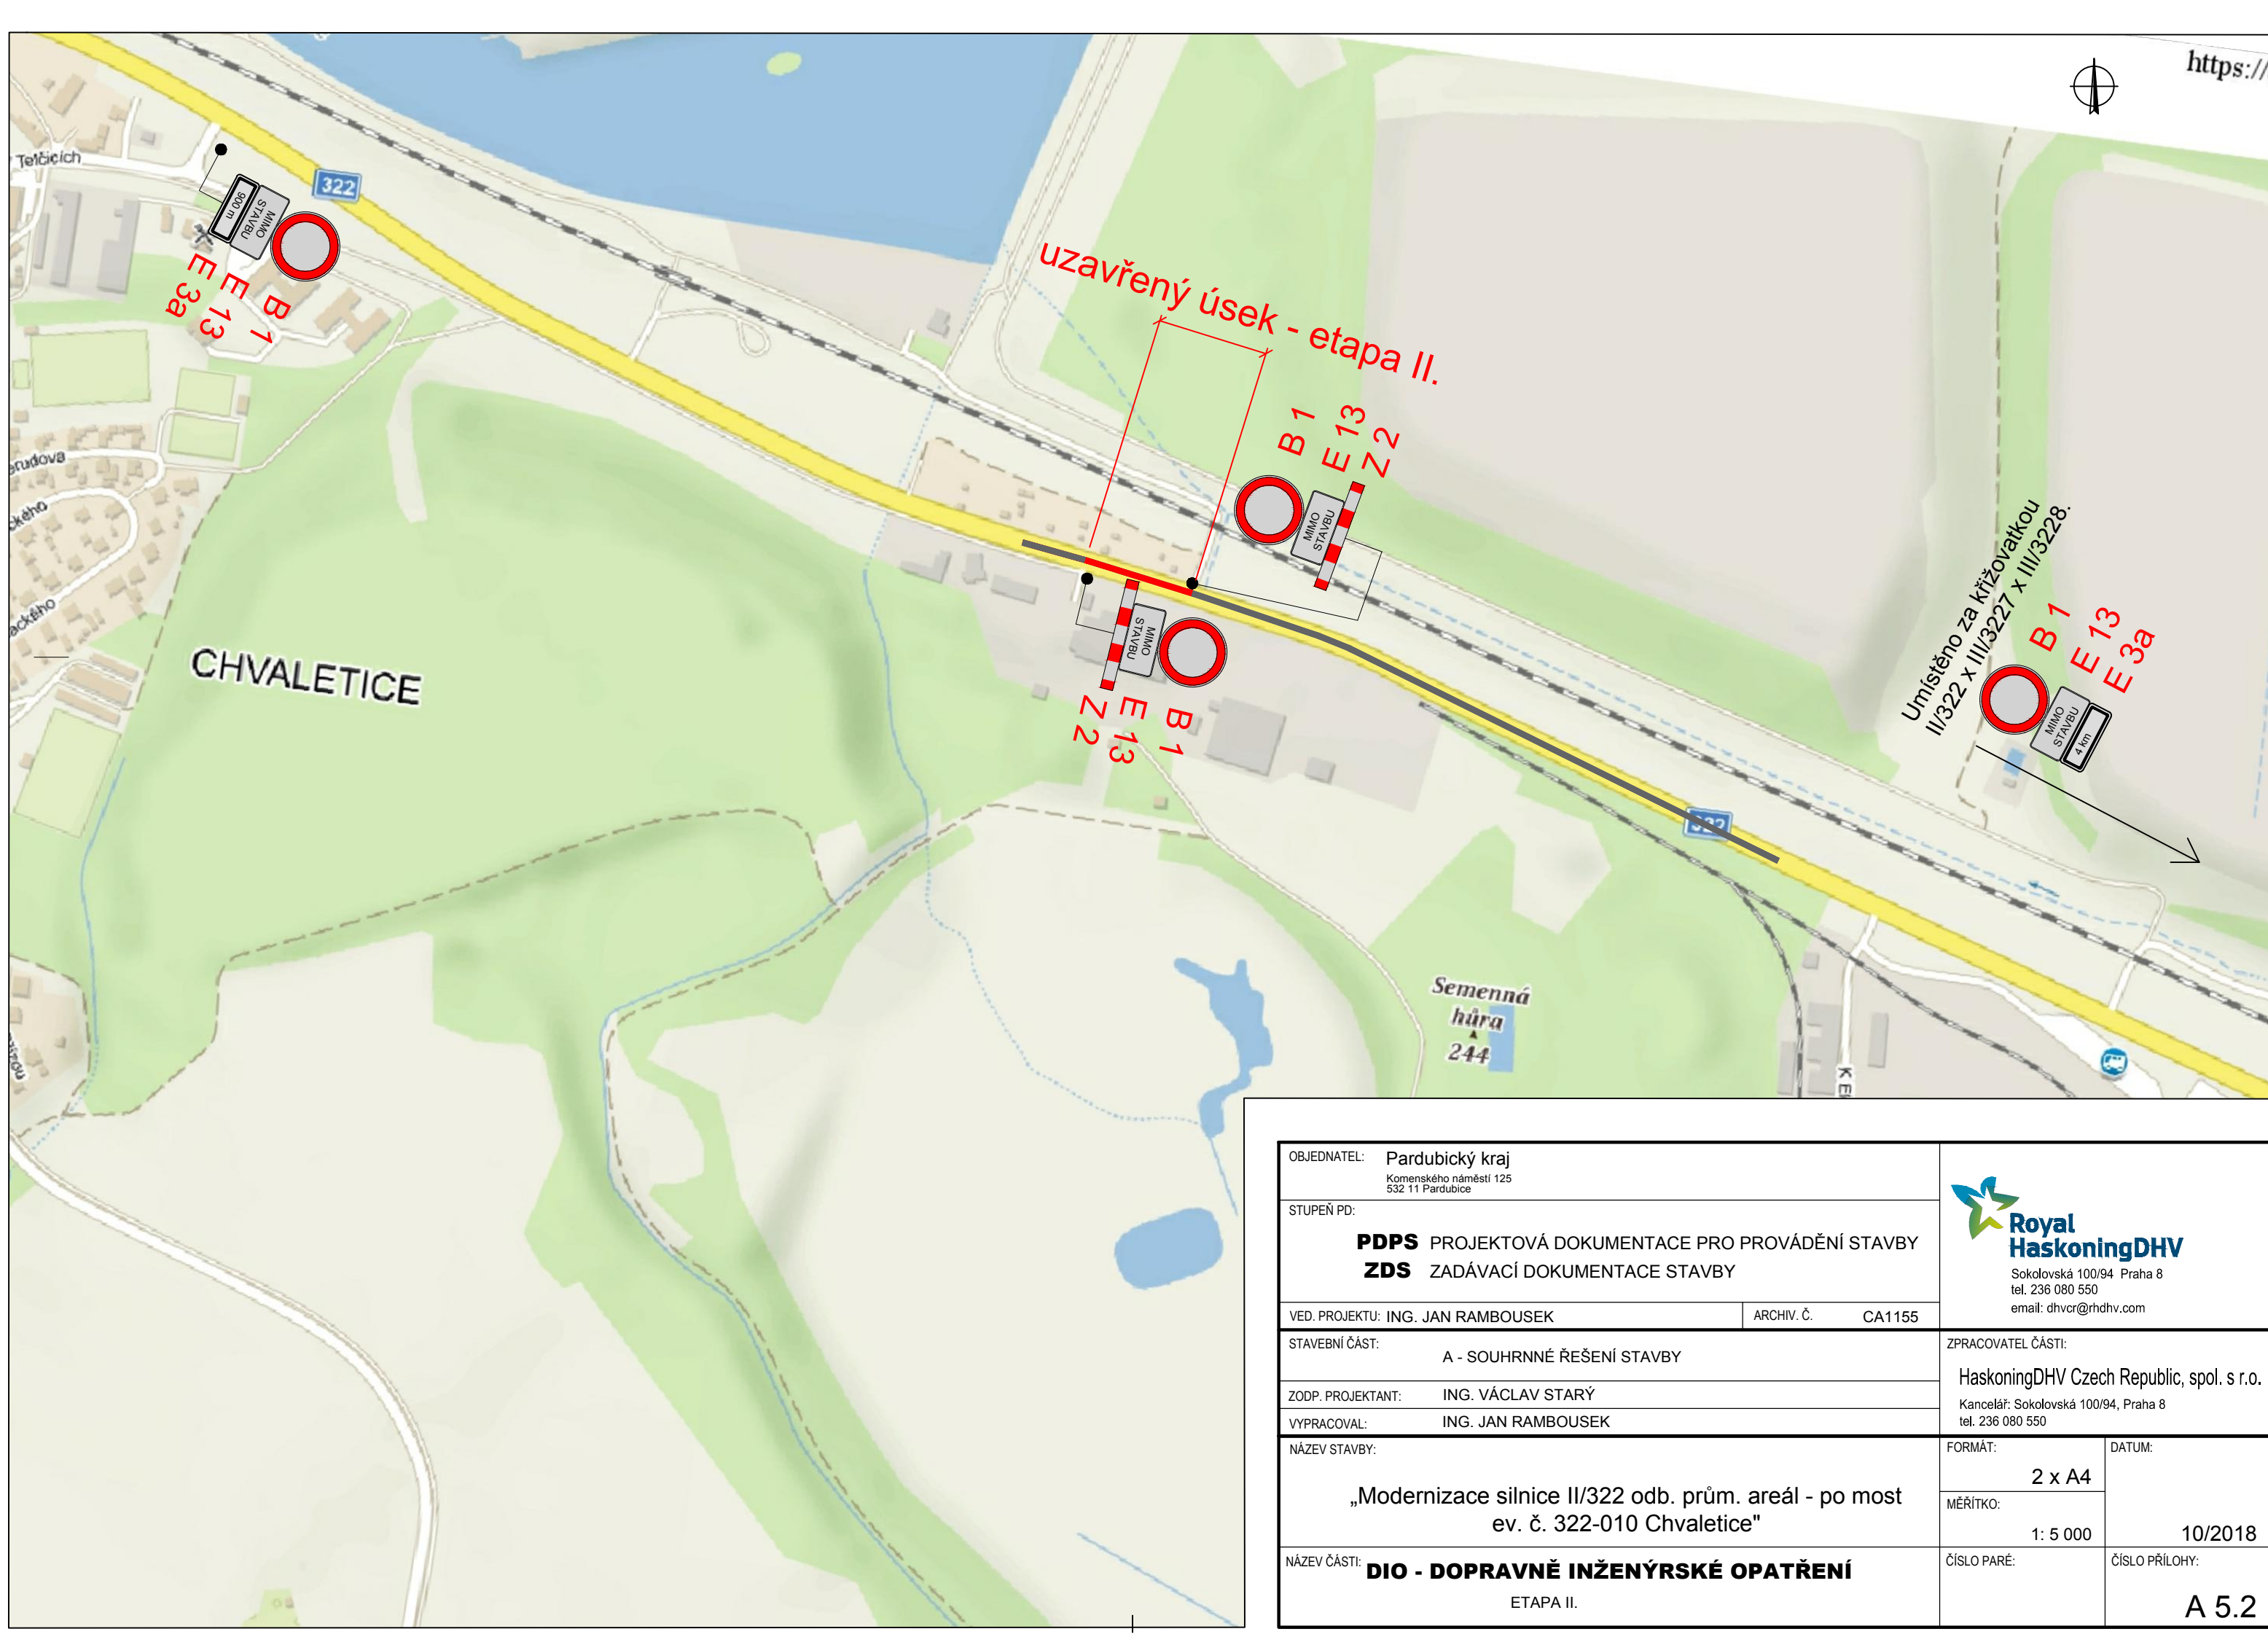 https://
Telčicích
322
900 m
MIMO
STAVBU
E 3a
E 13
B 1
uzavřený úsek - etapa II.
B 1
E 13
Z 2
MIMO
STAVBU
MIMO
STAVBU
Z 2
E 13
B 1
Umístěno za křižovatkou
II/322 x III/3227 x III/3228.
B 1
E 13
E 3a
MIMO
STAVBU
4 km
CHVALETICE
322
Semenná
hůra
244
OBJEDNATEL: Pardubický kraj
Komenského náměstí 125
532 11 Pardubice
STUPEŇ PD:
PDPS PROJEKTOVÁ DOKUMENTACE PRO PROVÁDĚNÍ STAVBY
ZDS ZADÁVACÍ DOKUMENTACE STAVBY
VED. PROJEKTU: ING. JAN RAMBOUSEK
ARCHIV. Č. CA1155
Royal
HaskoningDHV
Sokolovská 100/94 Praha 8
tel. 236 080 550
email: dhvcr@rhdhv.com
STAVEBNÍ ČÁST:
A - SOUHRNNÉ ŘEŠENÍ STAVBY
ZODP. PROJEKTANT: ING. VÁCLAV STARÝ
VYPRACOVAL: ING. JAN RAMBOUSEK
ZPRACOVATEL ČÁSTI:
HaskoningDHV Czech Republic, spol. s r.o.
Kancelář: Sokolovská 100/94, Praha 8
tel. 236 080 550
NÁZEV STAVBY:
„Modernizace silnice II/322 odb. prům. areál - po most
ev. č. 322-010 Chvaletice"
FORMÁT:
2 x A4
DATUM:
10/2018
MĚŘÍTKO:
1: 5 000
NÁZEV ČÁSTI: DIO - DOPRAVNĚ INŽENÝRSKÉ OPATŘENÍ
ETAPA II.
ČÍSLO PARÉ:
ČÍSLO PŘÍLOHY:
A 5.2